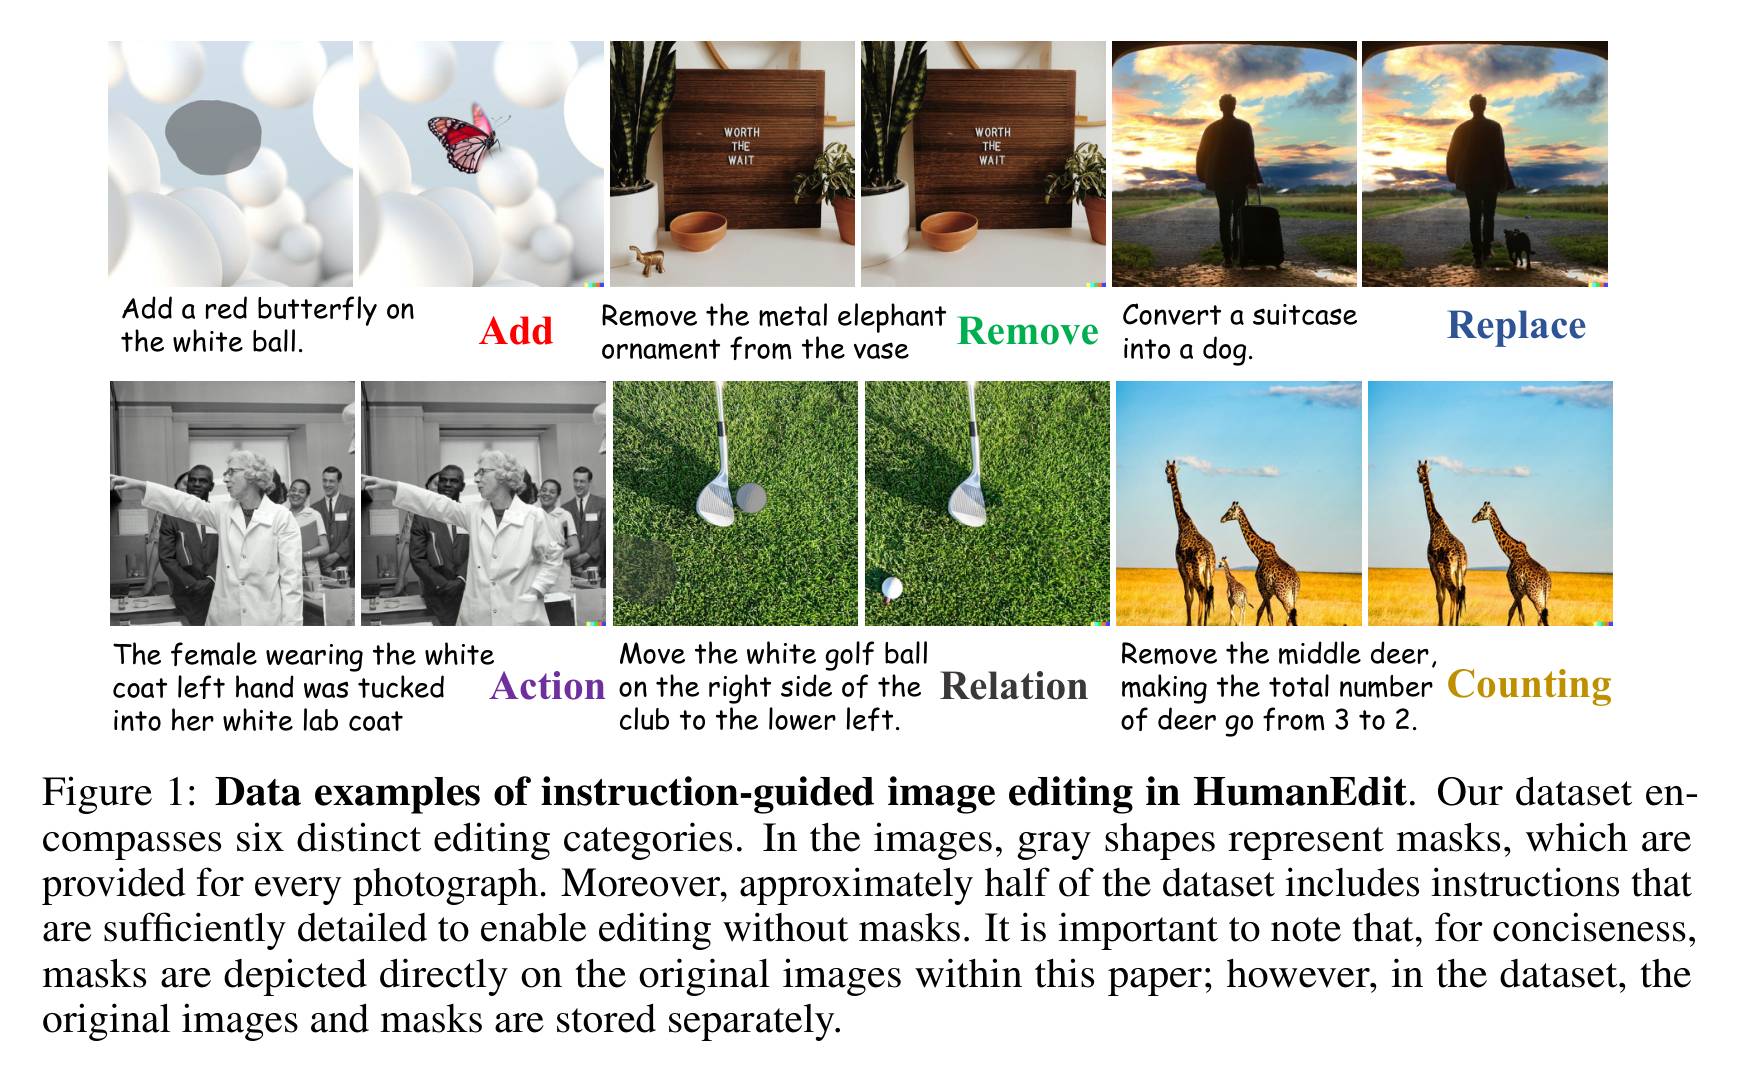 WORTH
THE
WAIT
WORTH
THE
WAIT
Add a red butterfly on
the white ball.
Add
Remove the metal elephant
ornament from the vase
Remove
Convert a suitcase
into a dog.
Replace
The female wearing the white
coat left hand was tucked
into her white lab coat
Action
Move the white golf ball
on the right side of the
club to the lower left.
Relation
Remove the middle deer,
making the total number
of deer go from 3 to 2.
Counting
Figure 1: Data examples of instruction-guided image editing in HumanEdit. Our dataset en-
compasses six distinct editing categories. In the images, gray shapes represent masks, which are
provided for every photograph. Moreover, approximately half of the dataset includes instructions that
are sufficiently detailed to enable editing without masks. It is important to note that, for conciseness,
masks are depicted directly on the original images within this paper; however, in the dataset, the
original images and masks are stored separately.